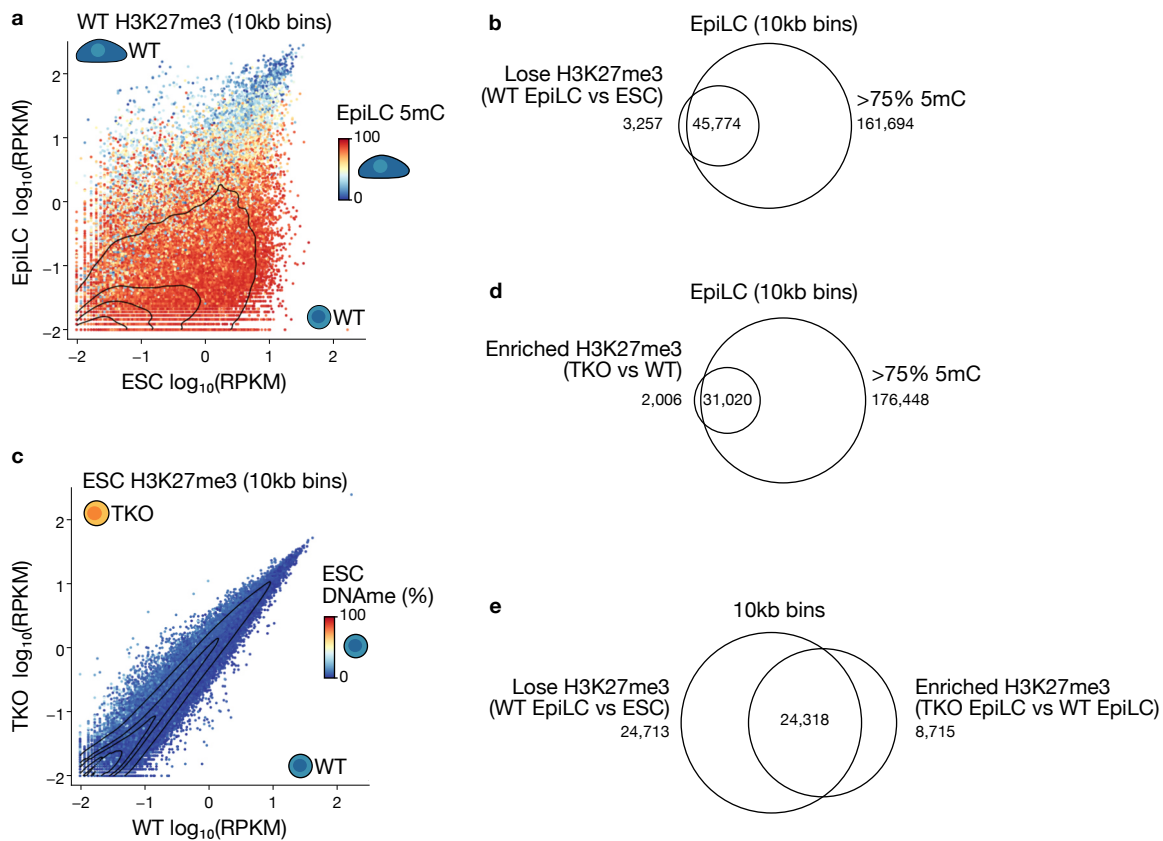 a
WT H3K27me3 (10kb bins)
WT
EpiLC log10(RPKM)
2
1
0
−1
−2
−2 −1 0 1 2
ESC log10(RPKM)
WT
EpiLC 5mC
100
0
b
EpiLC (10kb bins)
Lose H3K27me3
(WT EpiLC vs ESC)
3,257
45,774
>75% 5mC
161,694
d
EpiLC (10kb bins)
Enriched H3K27me3
(TKO vs WT)
2,006
31,020
>75% 5mC
176,448
c
ESC H3K27me3 (10kb bins)
TKO
TKO log10(RPKM)
2
1
0
−1
−2
−2 −1 0 1 2
WT log10(RPKM)
WT
ESC
DNAme (%)
100
0
e
10kb bins
Lose H3K27me3
(WT EpiLC vs ESC)
24,713
24,318
Enriched H3K27me3
(TKO EpiLC vs WT EpiLC)
8,715